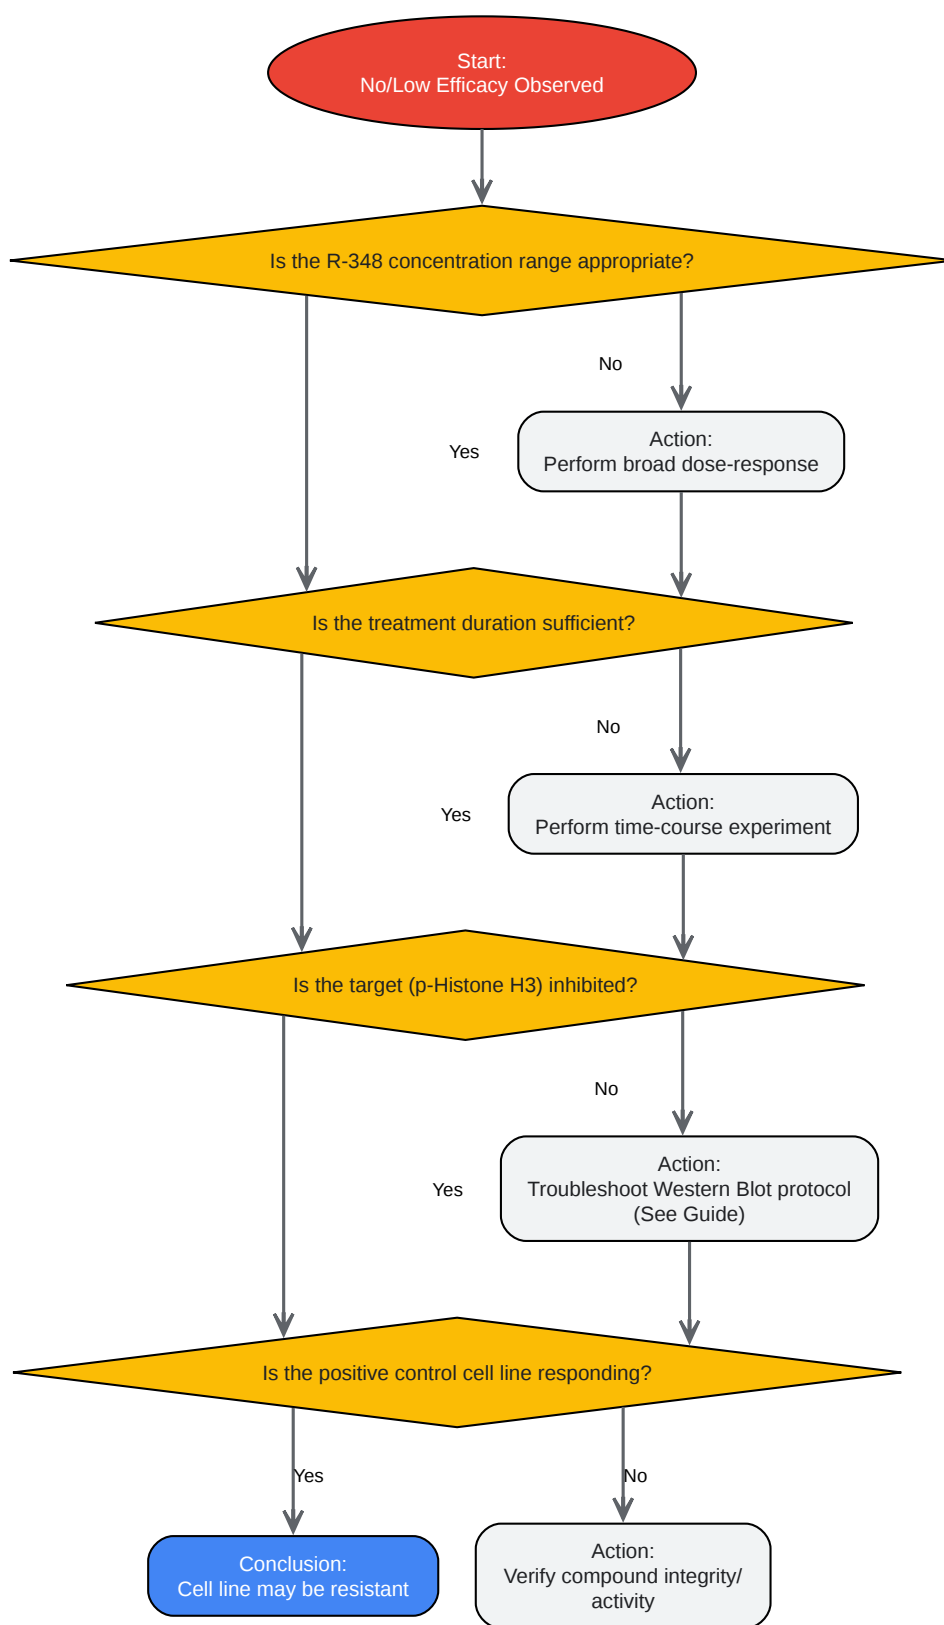 Start:
No/Low Efficacy Observed
Is the R-348 concentration range appropriate?
No
Yes
Action:
Perform broad dose-response
Is the treatment duration sufficient?
No
Yes
Action:
Perform time-course experiment
Is the target (p-Histone H3) inhibited?
No
Yes
Action:
Troubleshoot Western Blot protocol
(See Guide)
Is the positive control cell line responding?
Yes
No
Conclusion:
Cell line may be resistant
Action:
Verify compound integrity/
activity